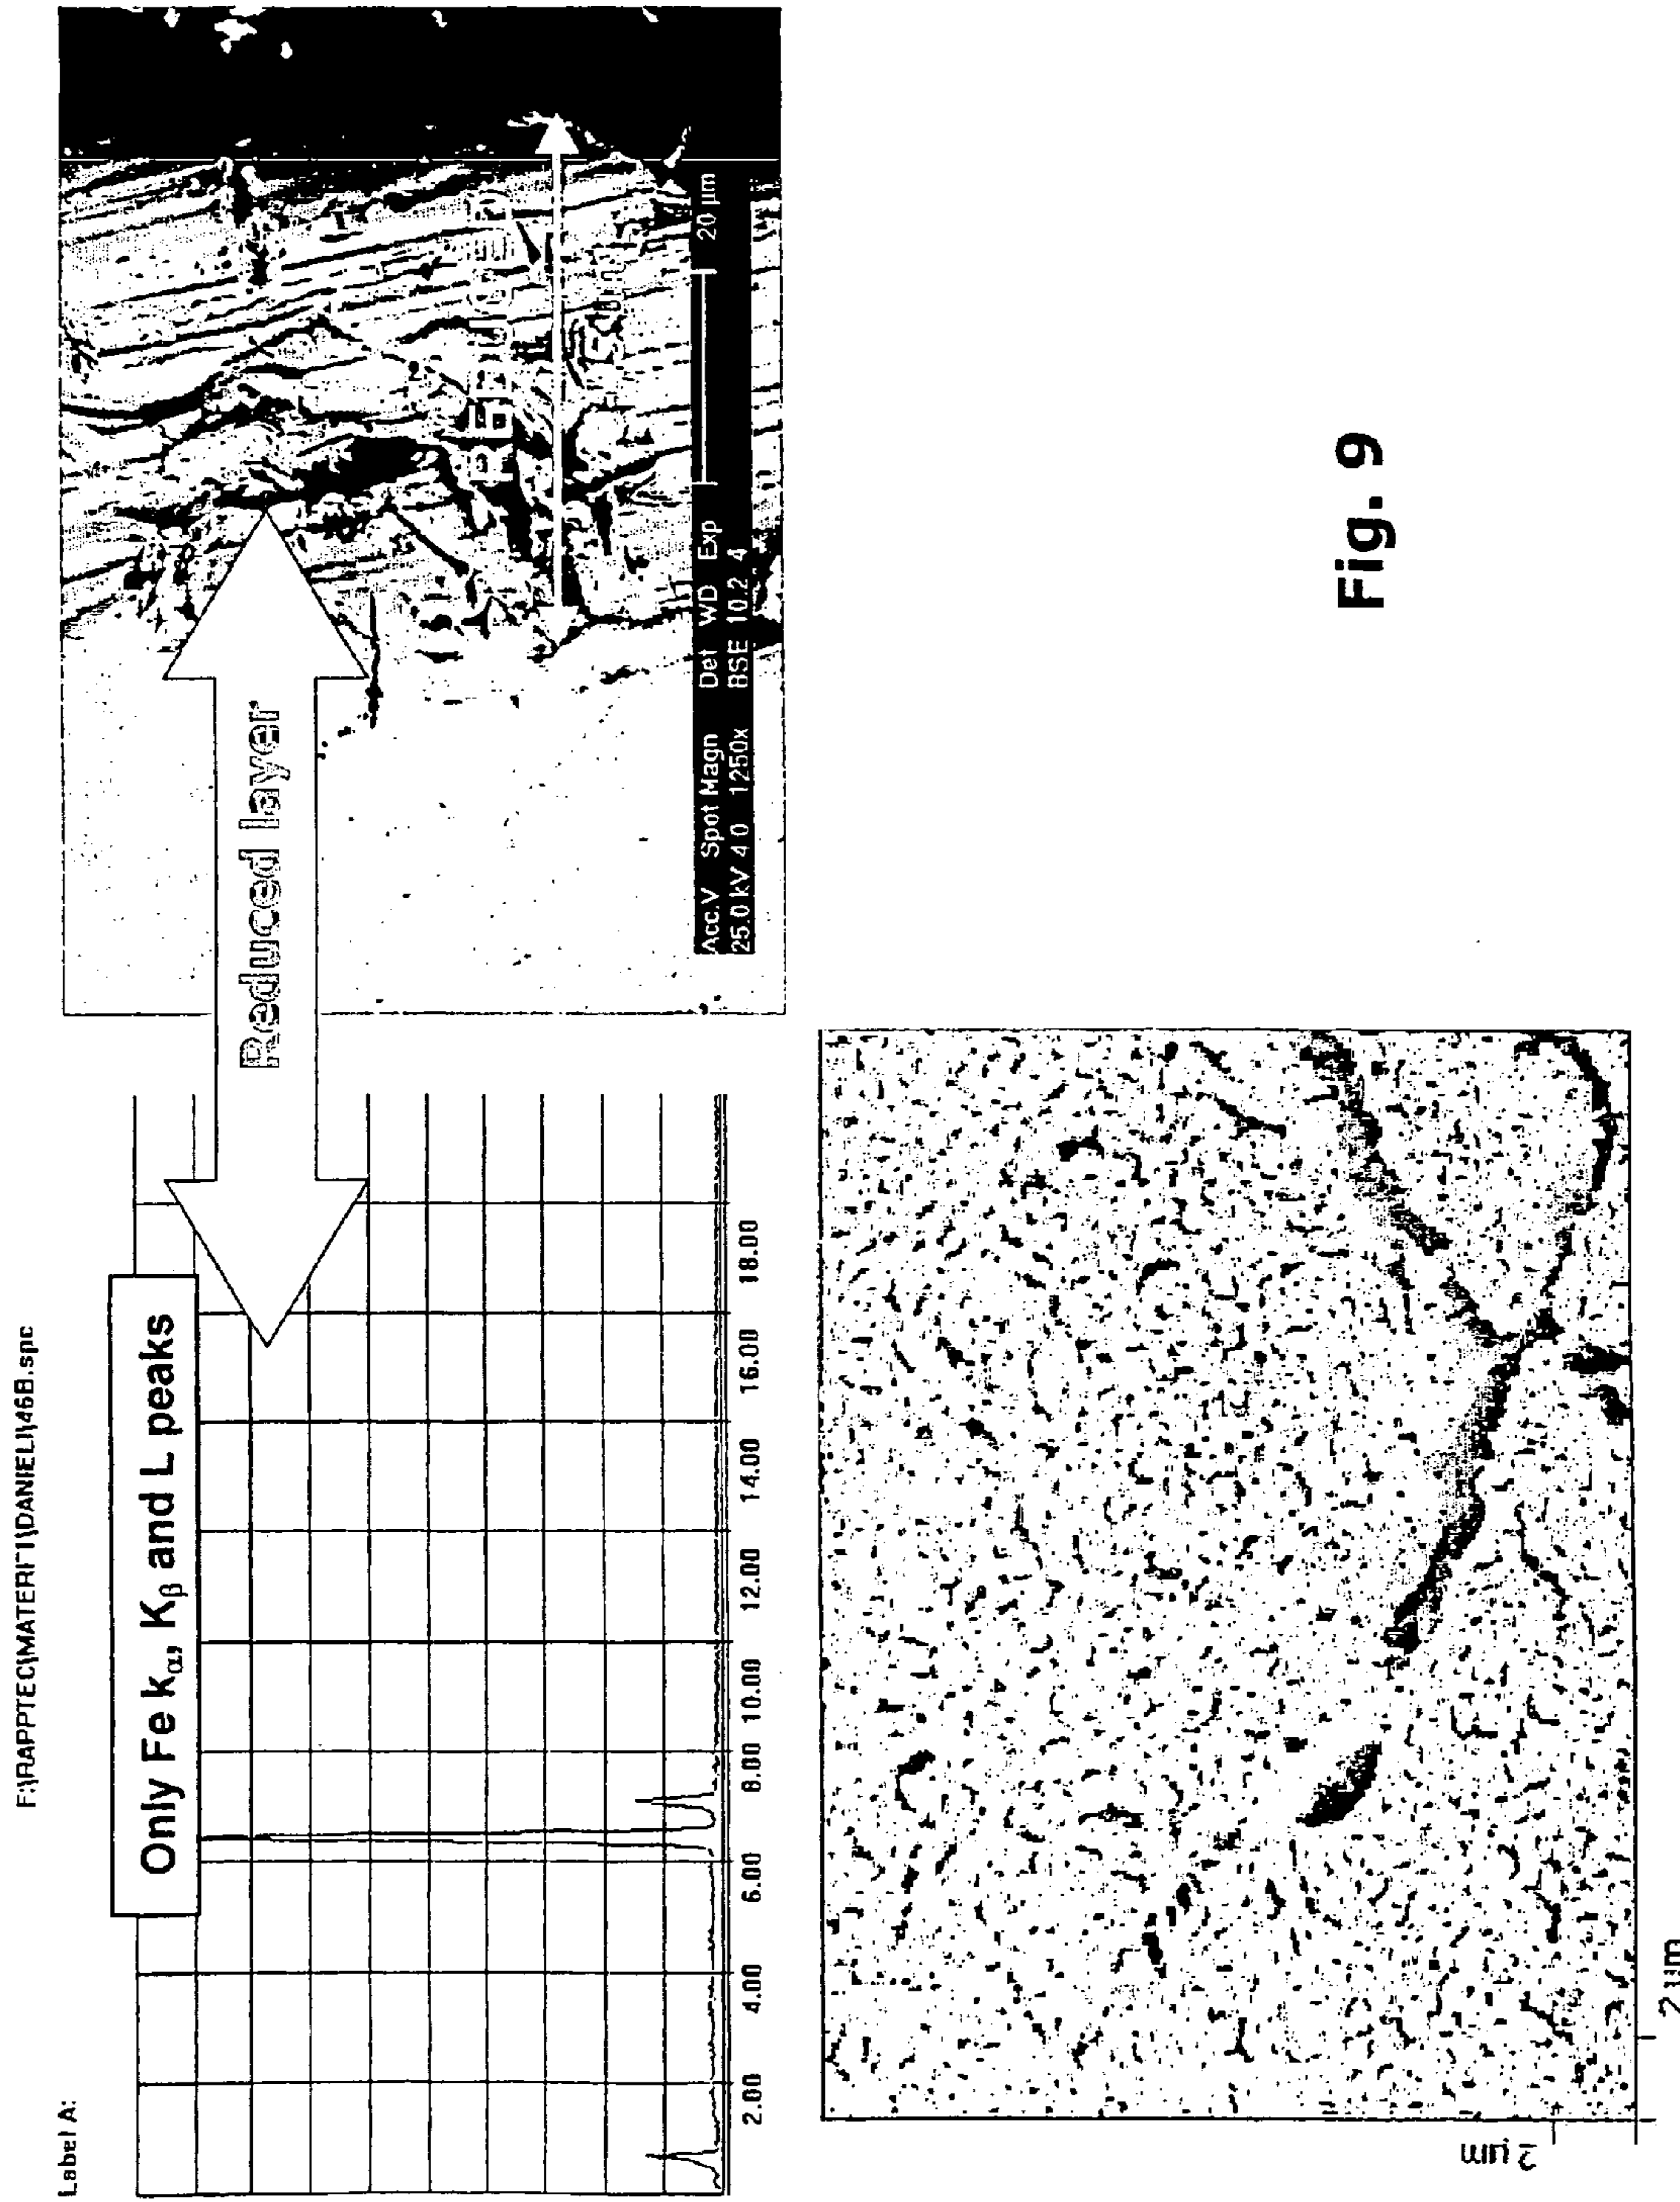 F:\RAPPTEC\MATERI~1\DANIELI\46B.spc
Label A:
Only Fe kα, Kβ and L peaks
2.00 4.00 6.00 8.00 10.00 12.00 14.00 16.00 18.00
Reduced layer
REDUCED
Acc.V Spot Magn Det WD Exp 20 µm
25.0 kV 4.0 1250x BSE 10.2 4
2 µm
2 µm
Fig. 9